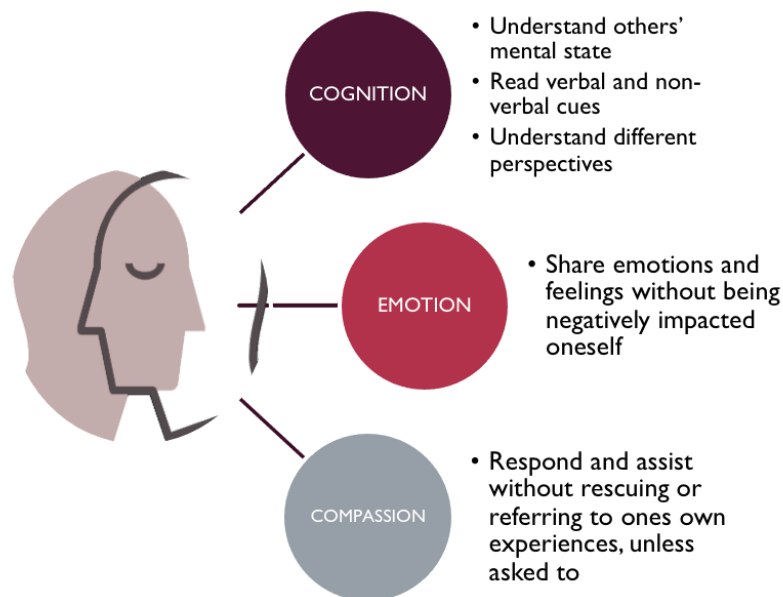 COGNITION
• Understand others’
mental state
• Read verbal and non-
verbal cues
• Understand different
perspectives
EMOTION
• Share emotions and
feelings without being
negatively impacted
oneself
COMPASSION
• Respond and assist
without rescuing or
referring to ones own
experiences, unless
asked to